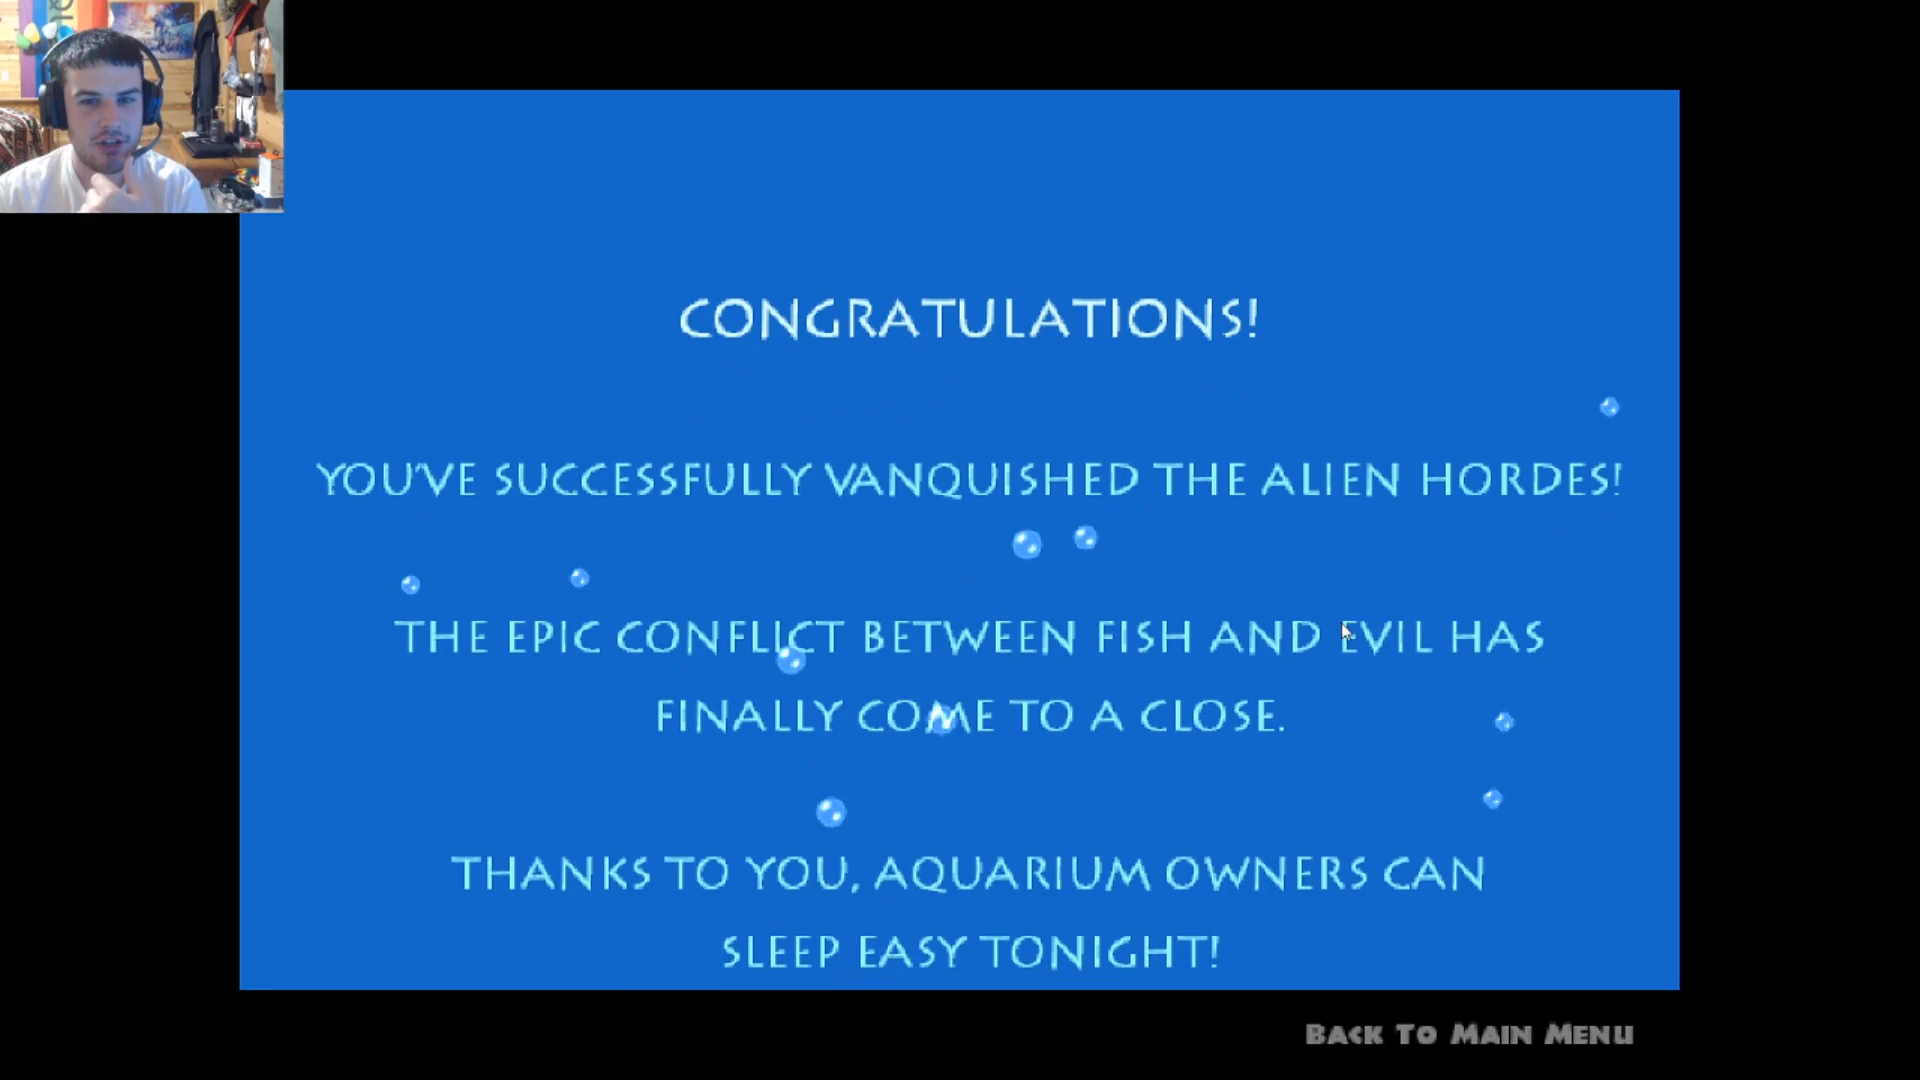 CONGRATULATIONS!
YOU'VE SUCCESSFULLY VANQUISHED THE ALIEN HORDES!
THE EPIC CONFLICT BETWEEN FISH AND EVIL HAS
FINALLY COME TO A CLOSE.
THANKS TO YOU, AQUARIUM OWNERS CAN
SLEEP EASY TONIGHT!
BACK TO MAIN MENU